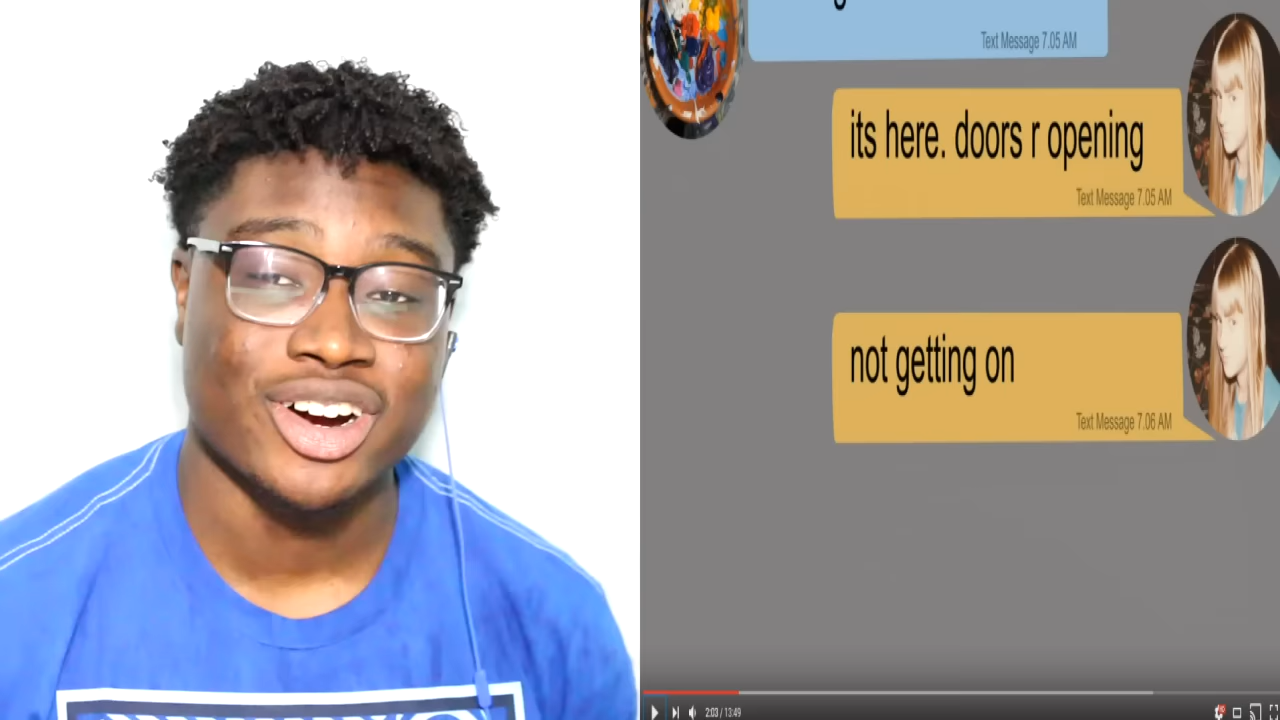 Text Message 7.05 AM
its here. doors r opening
Text Message 7.05 AM
not getting on
Text Message 7.06 AM
2:03 / 13:49